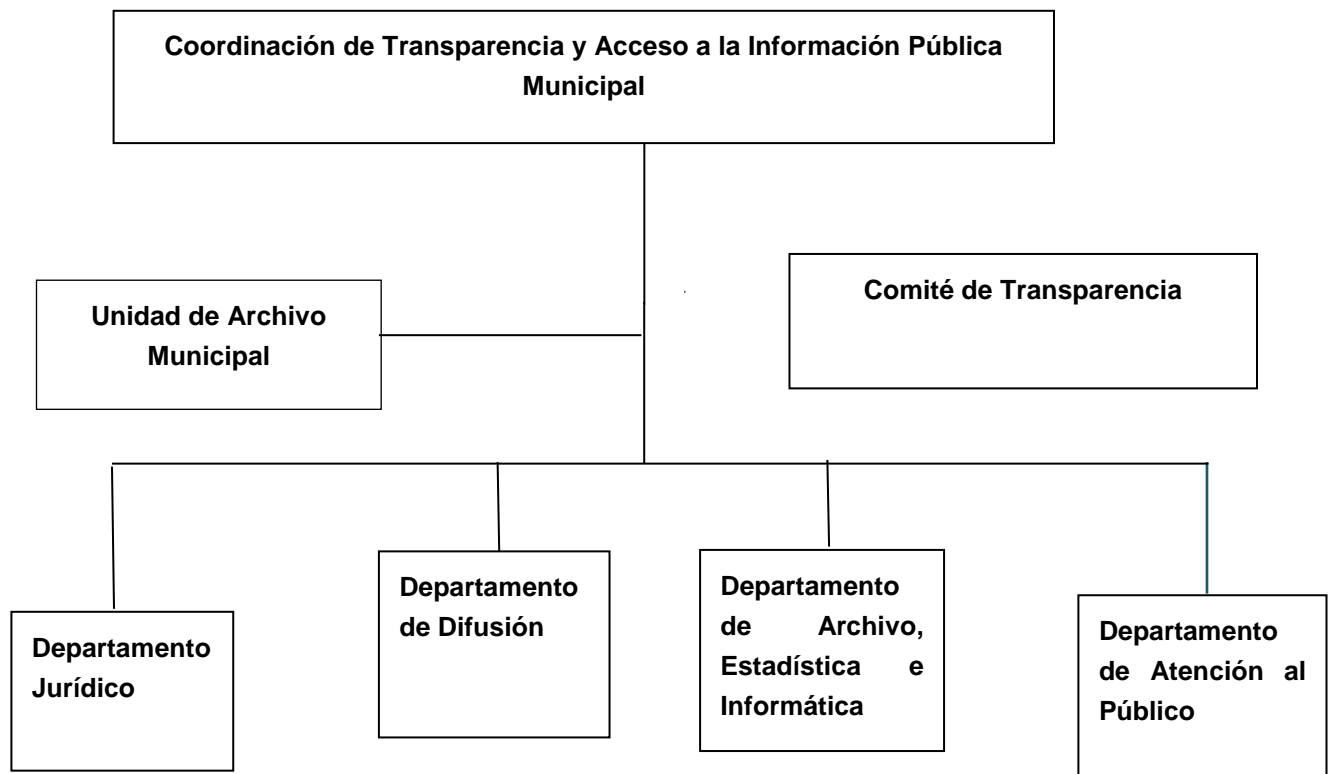 Coordinación de Transparencia y Acceso a la Información Pública
Municipal
Unidad de Archivo
Municipal
Comité de Transparencia
Departamento
Jurídico
Departamento
de Difusión
Departamento
de Archivo,
Estadística e
Informática
Departamento
de Atención al
Público